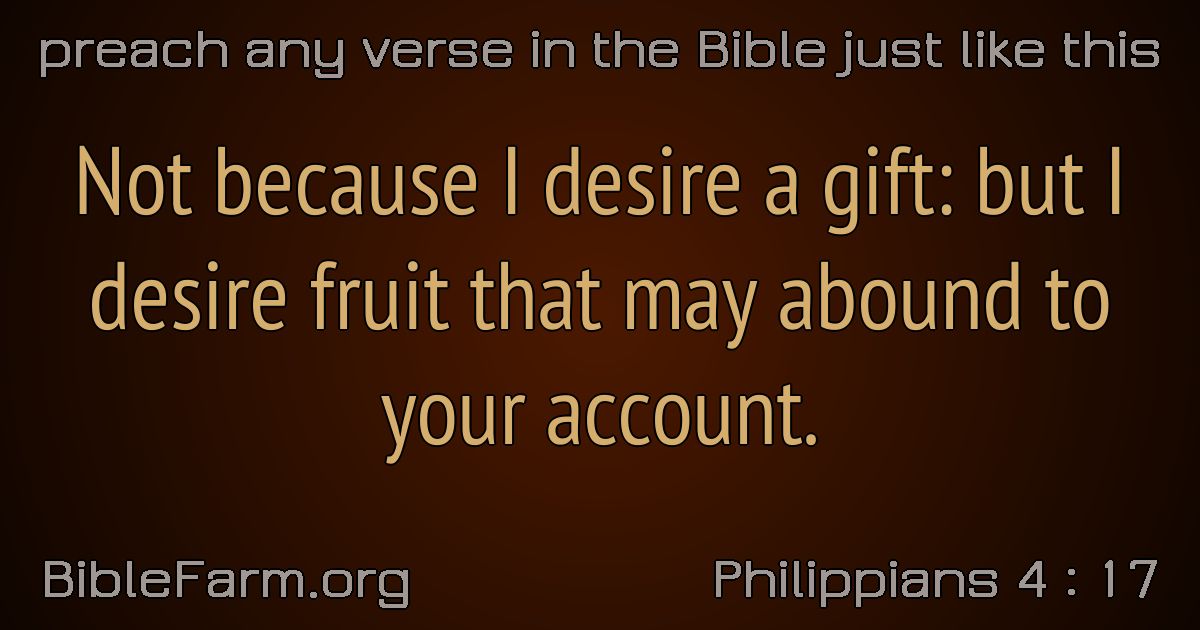 preach any verse in the Bible just like this
Not because I desire a gift: but I
desire fruit that may abound to
your account.
BibleFarm.org
Philippians 4 : 17